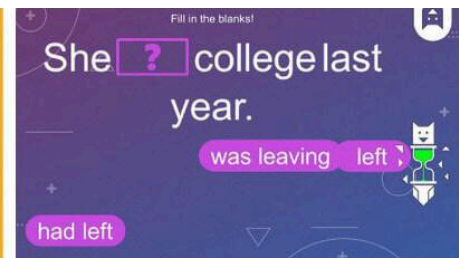 Fill in the blanks!
She ? college last
year.
was leaving left
had left